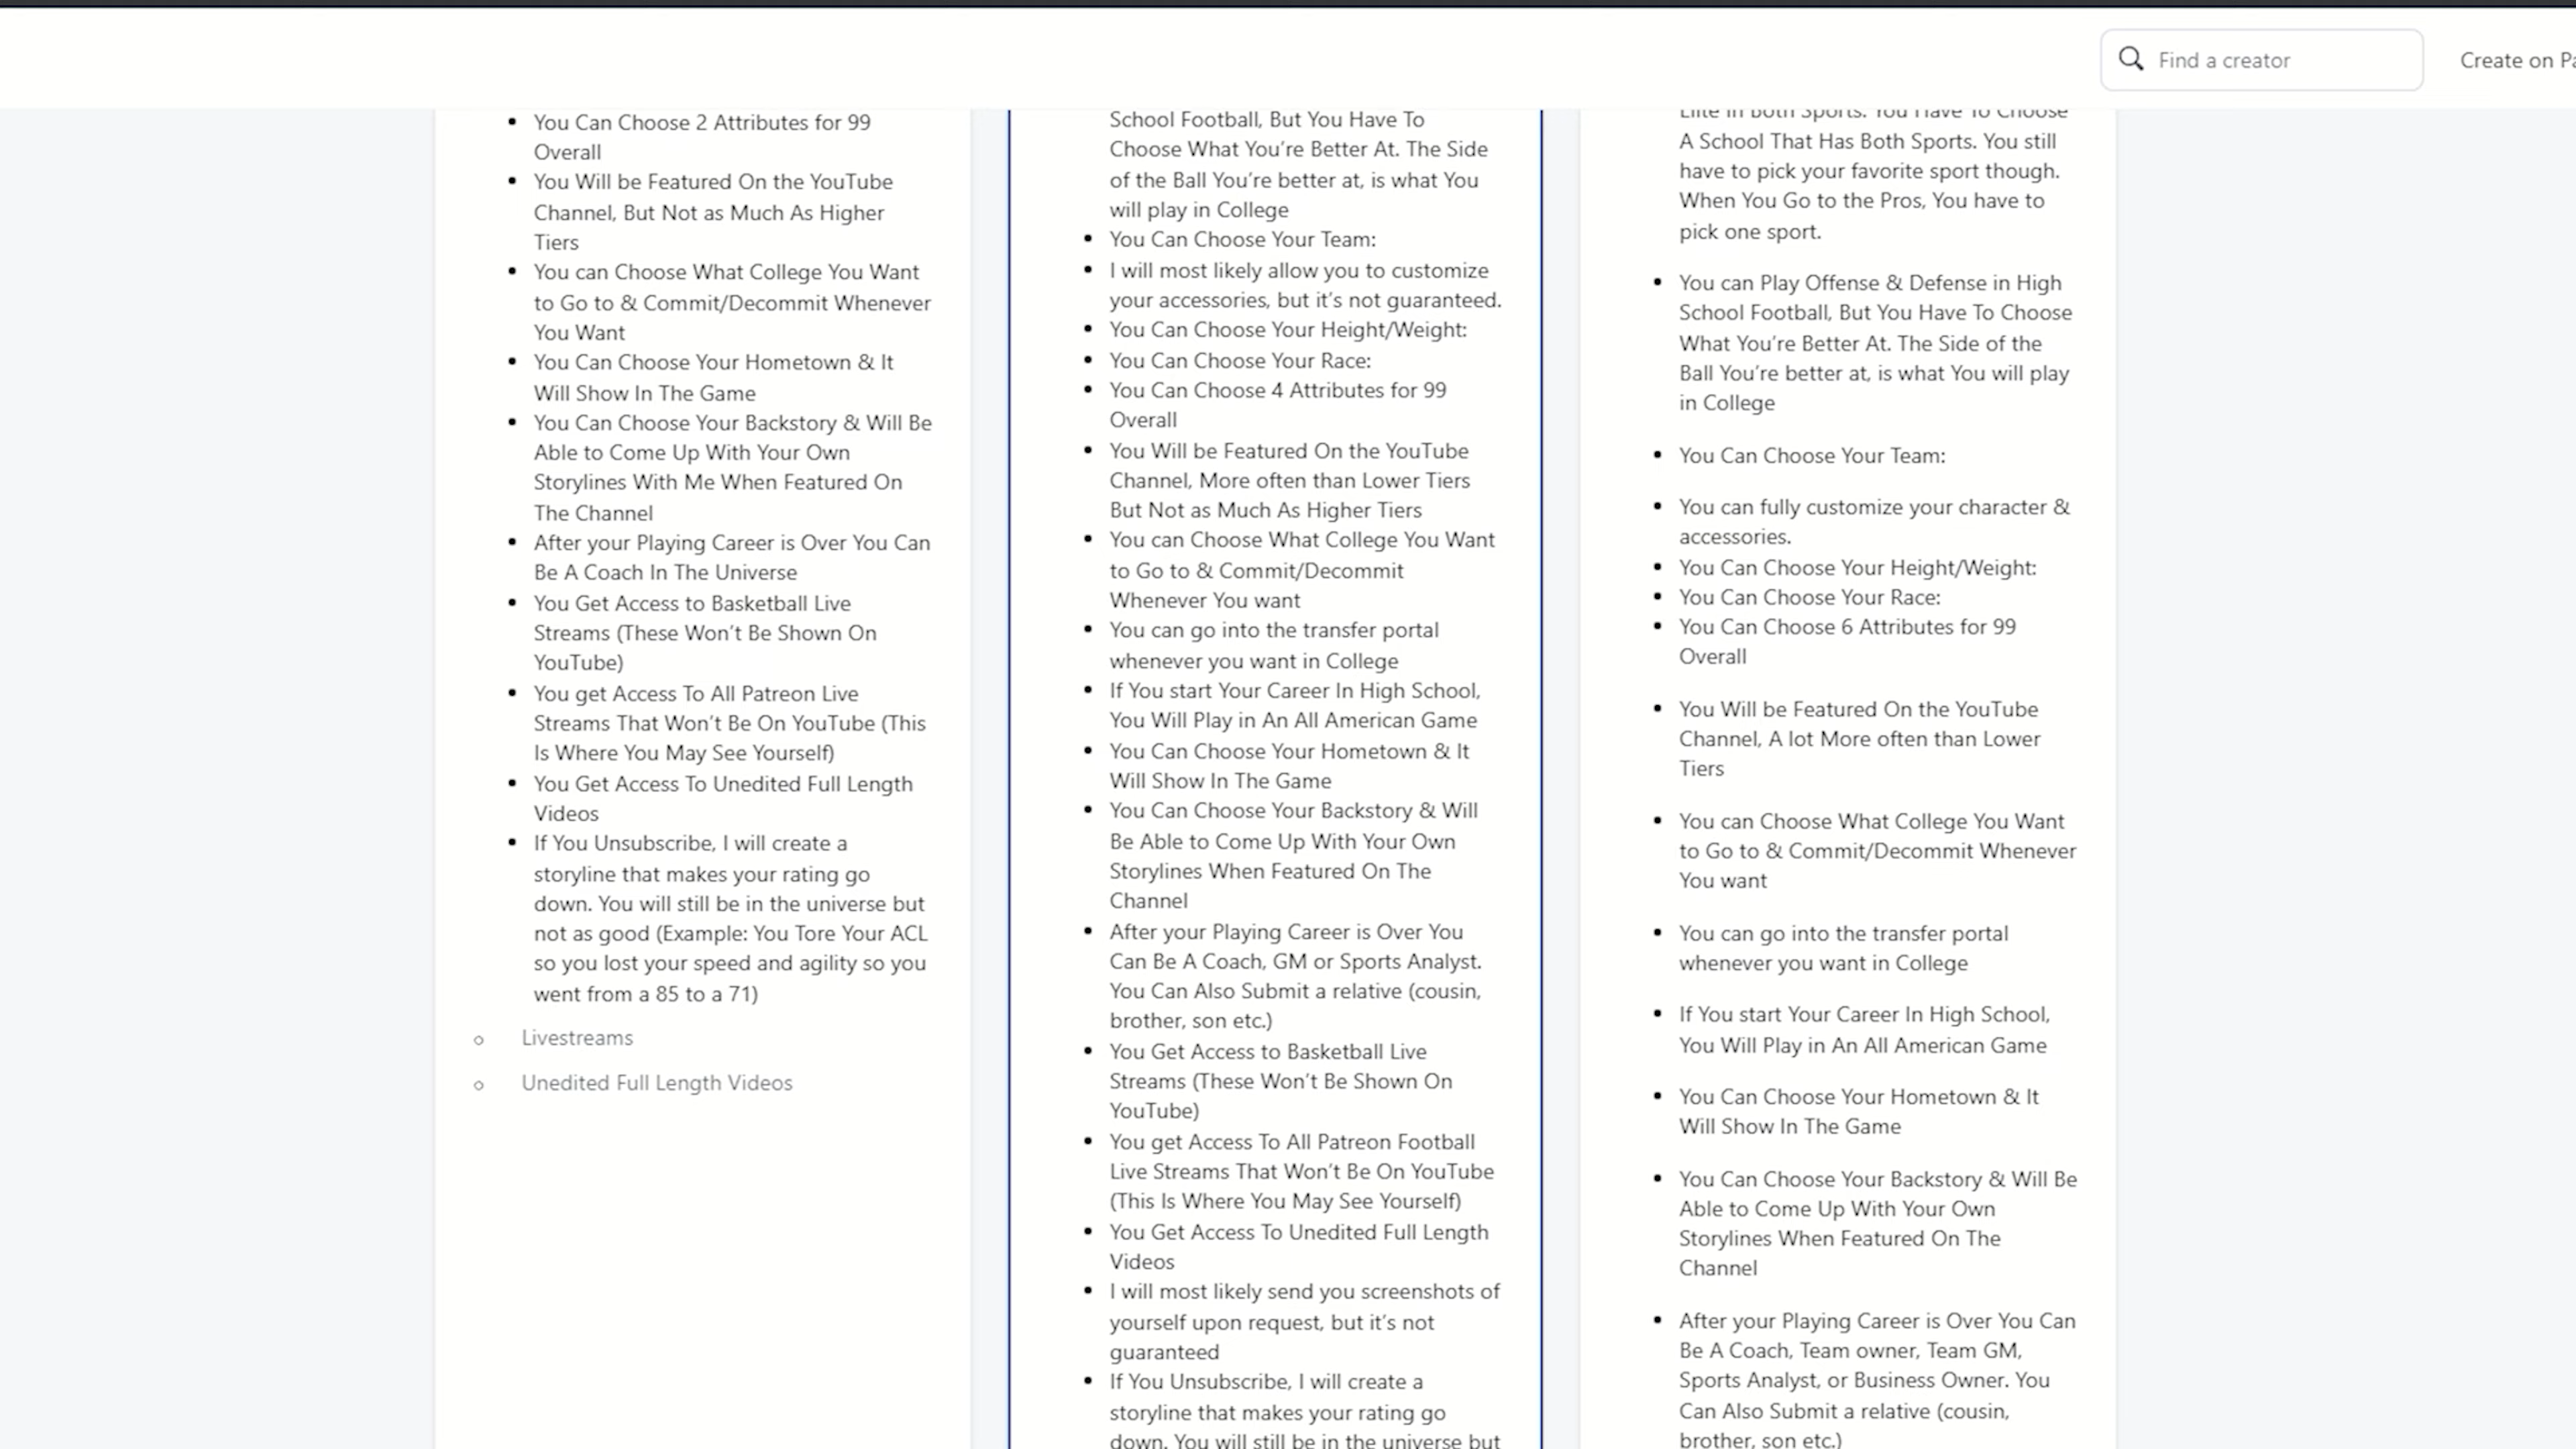 Find a creator
Create on Pa
You Can Choose 2 Attributes for 99
Overall
You Will be Featured On the YouTube
Channel, But Not as Much As Higher
Tiers
You can Choose What College You Want
to Go to & Commit/Decommit Whenever
You Want
You Can Choose Your Hometown & It
Will Show In The Game
You Can Choose Your Backstory & Will Be
Able to Come Up With Your Own
Storylines With Me When Featured On
The Channel
After your Playing Career is Over You Can
Be A Coach In The Universe
You Get Access to Basketball Live
Streams (These Won't Be Shown On
YouTube)
You get Access To All Patreon Live
Streams That Won't Be On YouTube (This
Is Where You May See Yourself)
You Get Access To Unedited Full Length
Videos
If You Unsubscribe, I will create a
storyline that makes your rating go
down. You will still be in the universe but
not as good (Example: You Tore Your ACL
so you lost your speed and agility so you
went from a 85 to a 71)
Livestreams
Unedited Full Length Videos
School Football, But You Have To
Choose What You're Better At. The Side
of the Ball You're better at, is what You
will play in College
You Can Choose Your Team:
I will most likely allow you to customize
your accessories, but it's not guaranteed.
You Can Choose Your Height/Weight:
You Can Choose Your Race:
You Can Choose 4 Attributes for 99
Overall
You Will be Featured On the YouTube
Channel, More often than Lower Tiers
But Not as Much As Higher Tiers
You can Choose What College You Want
to Go to & Commit/Decommit
Whenever You want
You can go into the transfer portal
whenever you want in College
If You start Your Career In High School,
You Will Play in An All American Game
You Can Choose Your Hometown & It
Will Show In The Game
You Can Choose Your Backstory & Will
Be Able to Come Up With Your Own
Storylines When Featured On The
Channel
After your Playing Career is Over You
Can Be A Coach, GM or Sports Analyst.
You Can Also Submit a relative (cousin,
brother, son etc.)
You Get Access to Basketball Live
Streams (These Won't Be Shown On
YouTube)
You get Access To All Patreon Football
Live Streams That Won't Be On YouTube
(This Is Where You May See Yourself)
You Get Access To Unedited Full Length
Videos
I will most likely send you screenshots of
yourself upon request, but it's not
guaranteed
If You Unsubscribe, I will create a
storyline that makes your rating go
down. You will still be in the universe but
Elite in Both Sports. You Have To Choose
A School That Has Both Sports. You still
have to pick your favorite sport though.
When You Go to the Pros, You have to
pick one sport.
You can Play Offense & Defense in High
School Football, But You Have To Choose
What You're Better At. The Side of the
Ball You're better at, is what You will play
in College
You Can Choose Your Team:
You can fully customize your character &
accessories.
You Can Choose Your Height/Weight:
You Can Choose Your Race:
You Can Choose 6 Attributes for 99
Overall
You Will be Featured On the YouTube
Channel, A lot More often than Lower
Tiers
You can Choose What College You Want
to Go to & Commit/Decommit Whenever
You want
You can go into the transfer portal
whenever you want in College
If You start Your Career In High School,
You Will Play in An All American Game
You Can Choose Your Hometown & It
Will Show In The Game
You Can Choose Your Backstory & Will Be
Able to Come Up With Your Own
Storylines When Featured On The
Channel
After your Playing Career is Over You Can
Be A Coach, Team owner, Team GM,
Sports Analyst, or Business Owner. You
Can Also Submit a relative (cousin,
brother, son etc.)